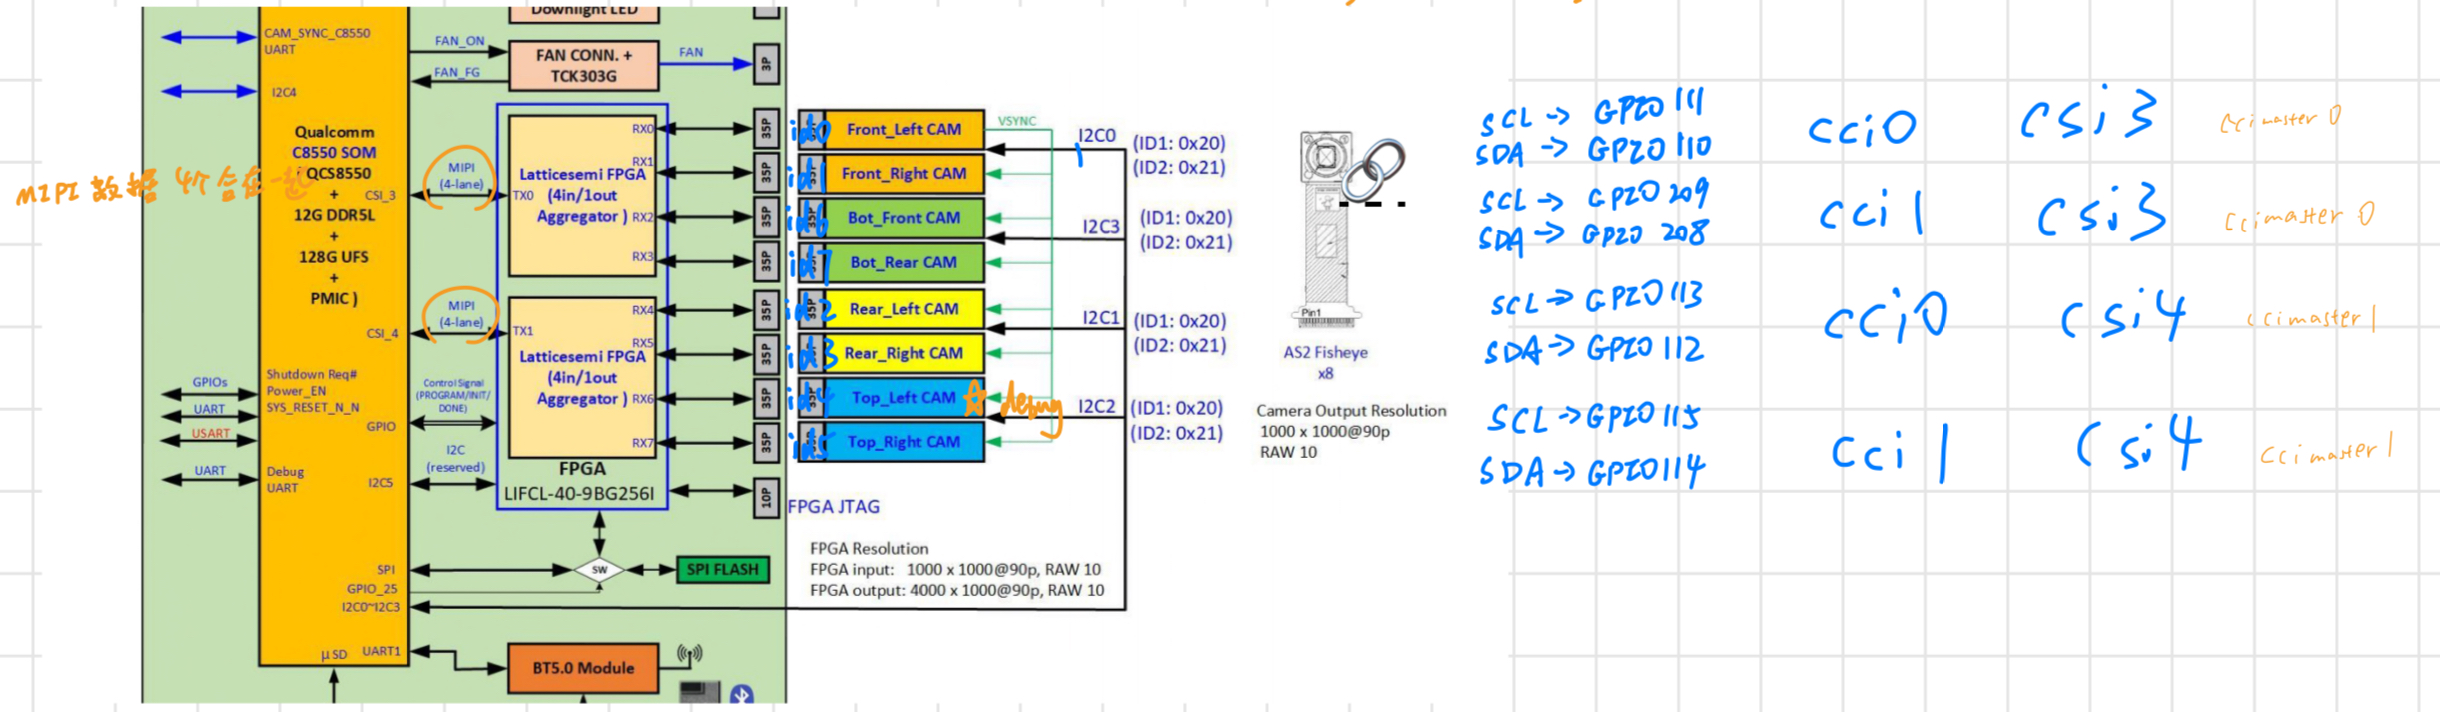 Downlight LED
CAM_SYNC_C8550
UART
FAN_ON
FAN_FG
FAN CONN. +
TCK303G
FAN
3P
I2C4
Qualcomm
C8550 SOM
QCS8550
+
12G DDR5L
+
128G UFS
+
PMIC )
MIPI 数据 4个合在一起
CSI_3
MIPI
(4-lane)
TX0
Latticesemi FPGA
(4in/1out
Aggregator )
RX0
RX1
RX2
RX3
35P
35P
35P
35P
id0
Front_Left CAM
id1
Front_Right CAM
id6
Bot_Front CAM
id7
Bot_Rear CAM
VSYNC
I2C0
(ID1: 0x20)
(ID2: 0x21)
I2C3
(ID1: 0x20)
(ID2: 0x21)
CSI_4
MIPI
(4-lane)
TX1
Latticesemi FPGA
(4in/1out
Aggregator )
RX4
RX5
RX6
RX7
35P
35P
35P
35P
id2
Rear_Left CAM
id3
Rear_Right CAM
id4
Top_Left CAM
debug
id5
Top_Right CAM
I2C1
(ID1: 0x20)
(ID2: 0x21)
I2C2
(ID1: 0x20)
(ID2: 0x21)
GPIOs
UART
USART
UART
Shutdown Req#
Power_EN
SYS_RESET_N_N
GPIO
Control Signal
(PROGRAM/INIT/
DONE)
Debug
UART
I2C5
I2C
(reserved)
FPGA
LIFCL-40-9BG256I
10P
FPGA JTAG
SPI
SW
SPI FLASH
GPIO_25
I2C0~I2C3
FPGA Resolution
FPGA input: 1000 x 1000@90p, RAW 10
FPGA output: 4000 x 1000@90p, RAW 10
μSD
UART1
BT5.0 Module
Pin1
AS2 Fisheye
x8
Camera Output Resolution
1000 x 1000@90p
RAW 10
SCL → GPIO 111
SDA → GPIO 110
cci0
csi3
ccimaster 0
SCL → GPIO 209
SDA → GPIO 208
cci1
csi3
ccimaster 0
SCL → GPIO 113
SDA → GPIO 112
cci0
csi4
ccimaster 1
SCL → GPIO 115
SDA → GPIO 114
cci1
csi4
ccimaster 1